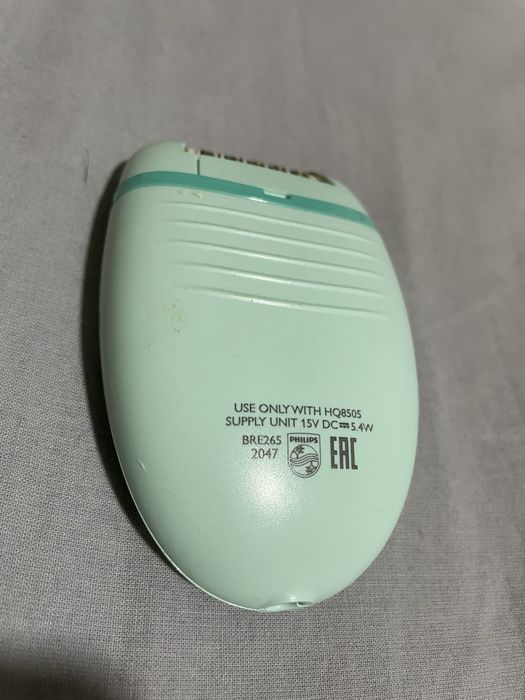 USE ONLY WITH HQ8505
SUPPLY UNIT 15V DC⎓5.4W
BRE265
2047
PHILIPS
EAC